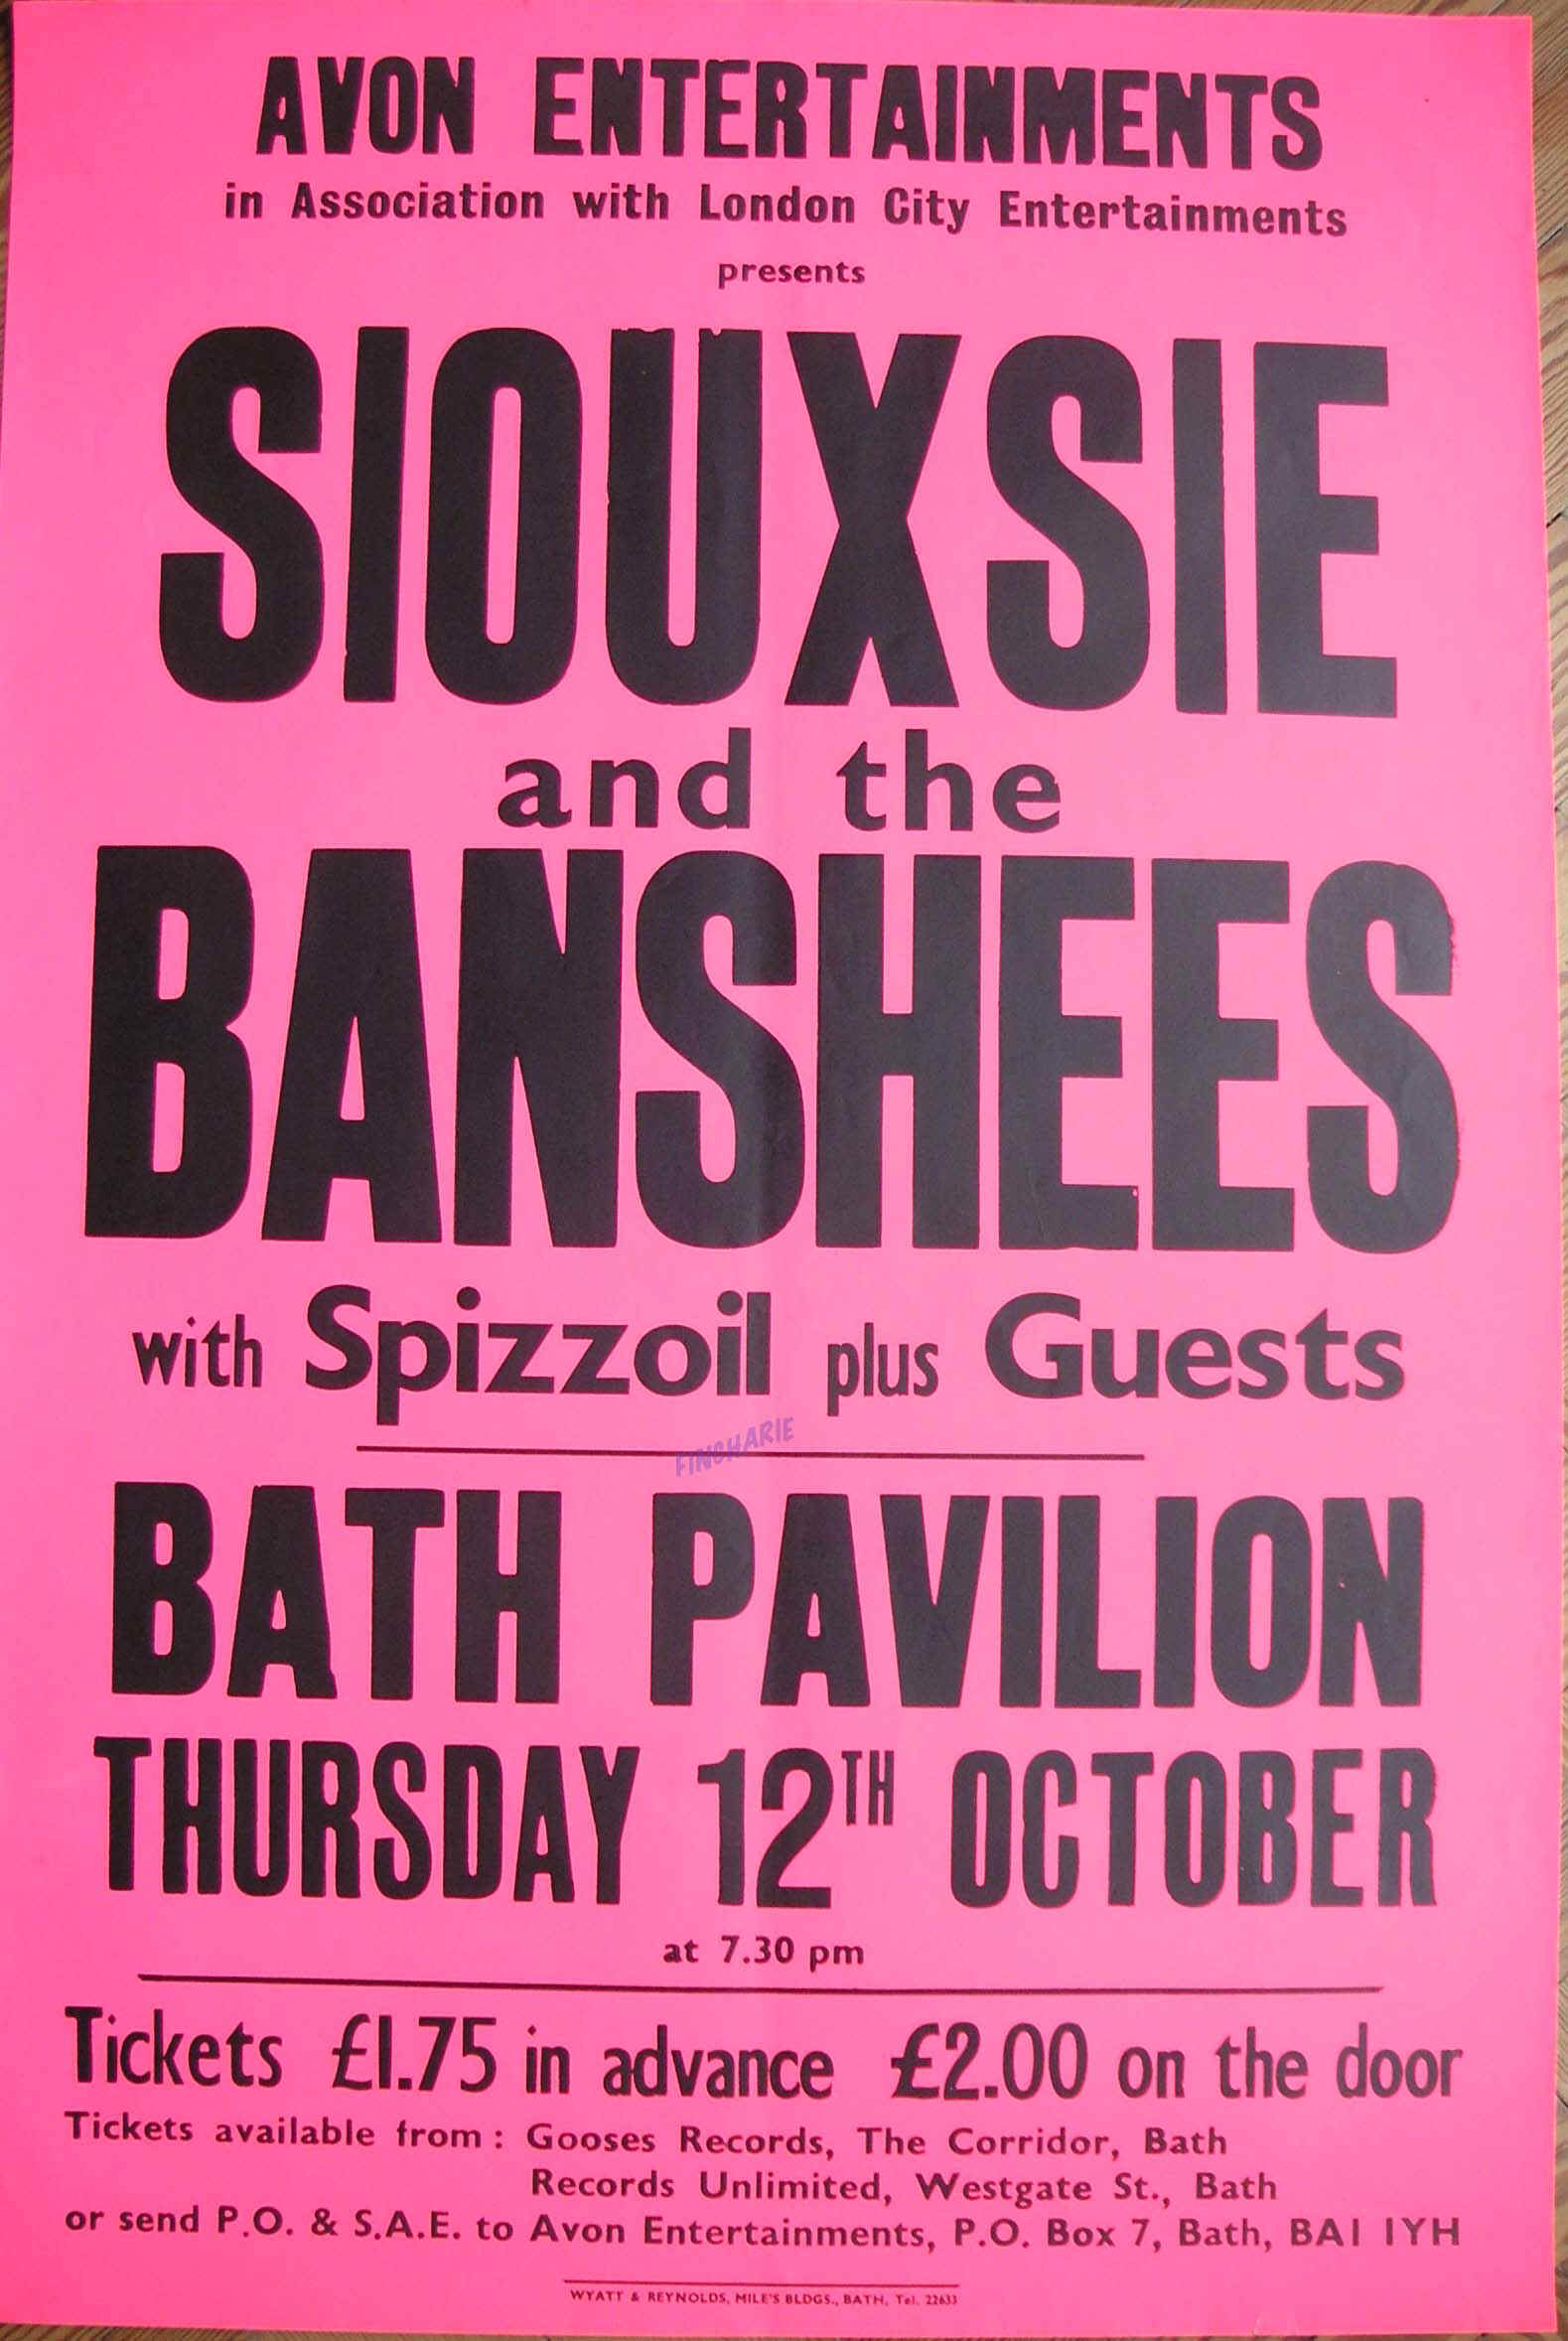 AVON ENTERTAINMENTS
in Association with London City Entertainments
presents
SIOUXSIE
and the
BANSHEES
with Spizzoil plus Guests
FINCHARIE
BATH PAVILION
THURSDAY 12TH OCTOBER
at 7.30 pm
Tickets £1.75 in advance £2.00 on the door
Tickets available from : Gooses Records, The Corridor, Bath
Records Unlimited, Westgate St., Bath
or send P.O. & S.A.E. to Avon Entertainments, P.O. Box 7, Bath, BA1 1YH
WYATT & REYNOLDS, MILE'S BLDGS., BATH, Tel. 22633